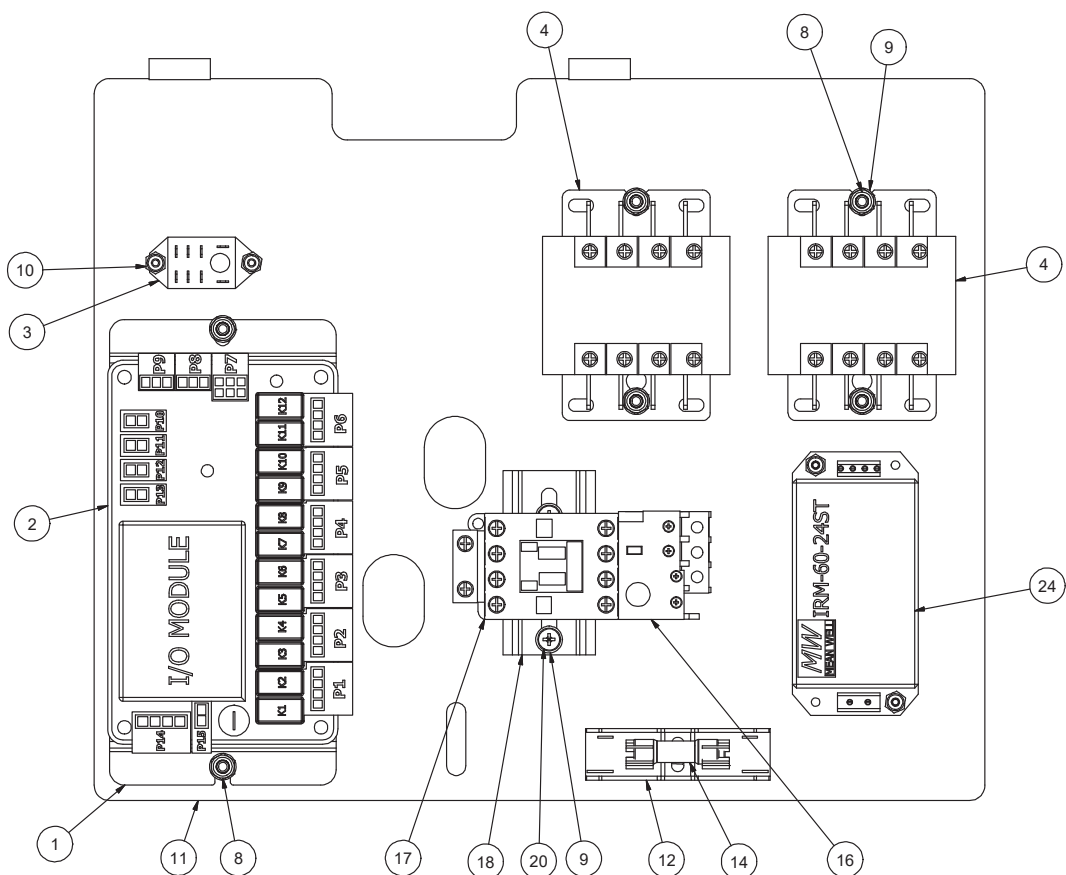 4
8
9
10
3
4
P9
P8
P7
K12
K11
K10
K9
K8
K7
K6
K5
K4
K3
K2
K1
P6
P5
P4
P3
P2
P1
P10
P11
P12
P13
2
I/O MODULE
P14
P15
IRM-60-24ST
MW
MEAN WELL
24
1
11
8
17
18
20
9
12
14
16